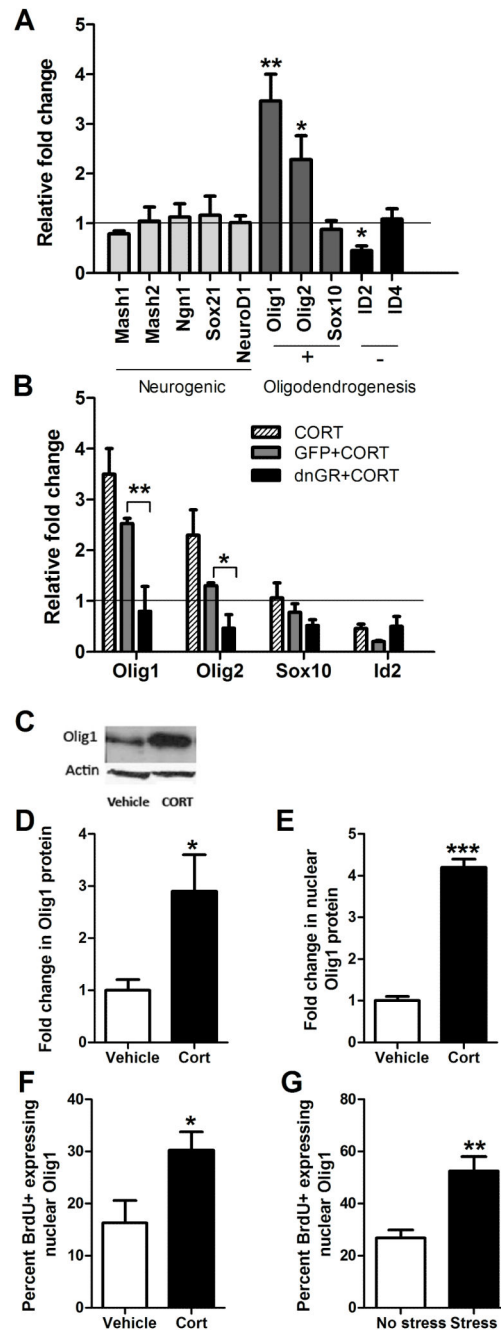 A
Relative fold change
5
4
3
2
1
0
**
*
*
Mash1
Mash2
Ngn1
Sox21
NeuroD1
Olig1
Olig2
Sox10
ID2
ID4
+
-
Neurogenic
Oligodendrogenesis
B
Relative fold change
5
4
3
2
1
0
CORT
GFP+CORT
dnGR+CORT
**
*
Olig1
Olig2
Sox10
Id2
C
Olig1
Actin
Vehicle
CORT
D
Fold change in Olig1 protein
4
3
2
1
0
*
Vehicle
Cort
E
Fold change in nuclear
Olig1 protein
5
4
3
2
1
0
***
Vehicle
Cort
F
Percent BrdU+ expressing
nuclear Olig1
40
30
20
10
0
*
Vehicle
Cort
G
Percent BrdU+ expressing
nuclear Olig1
80
60
40
20
0
**
No stress
Stress